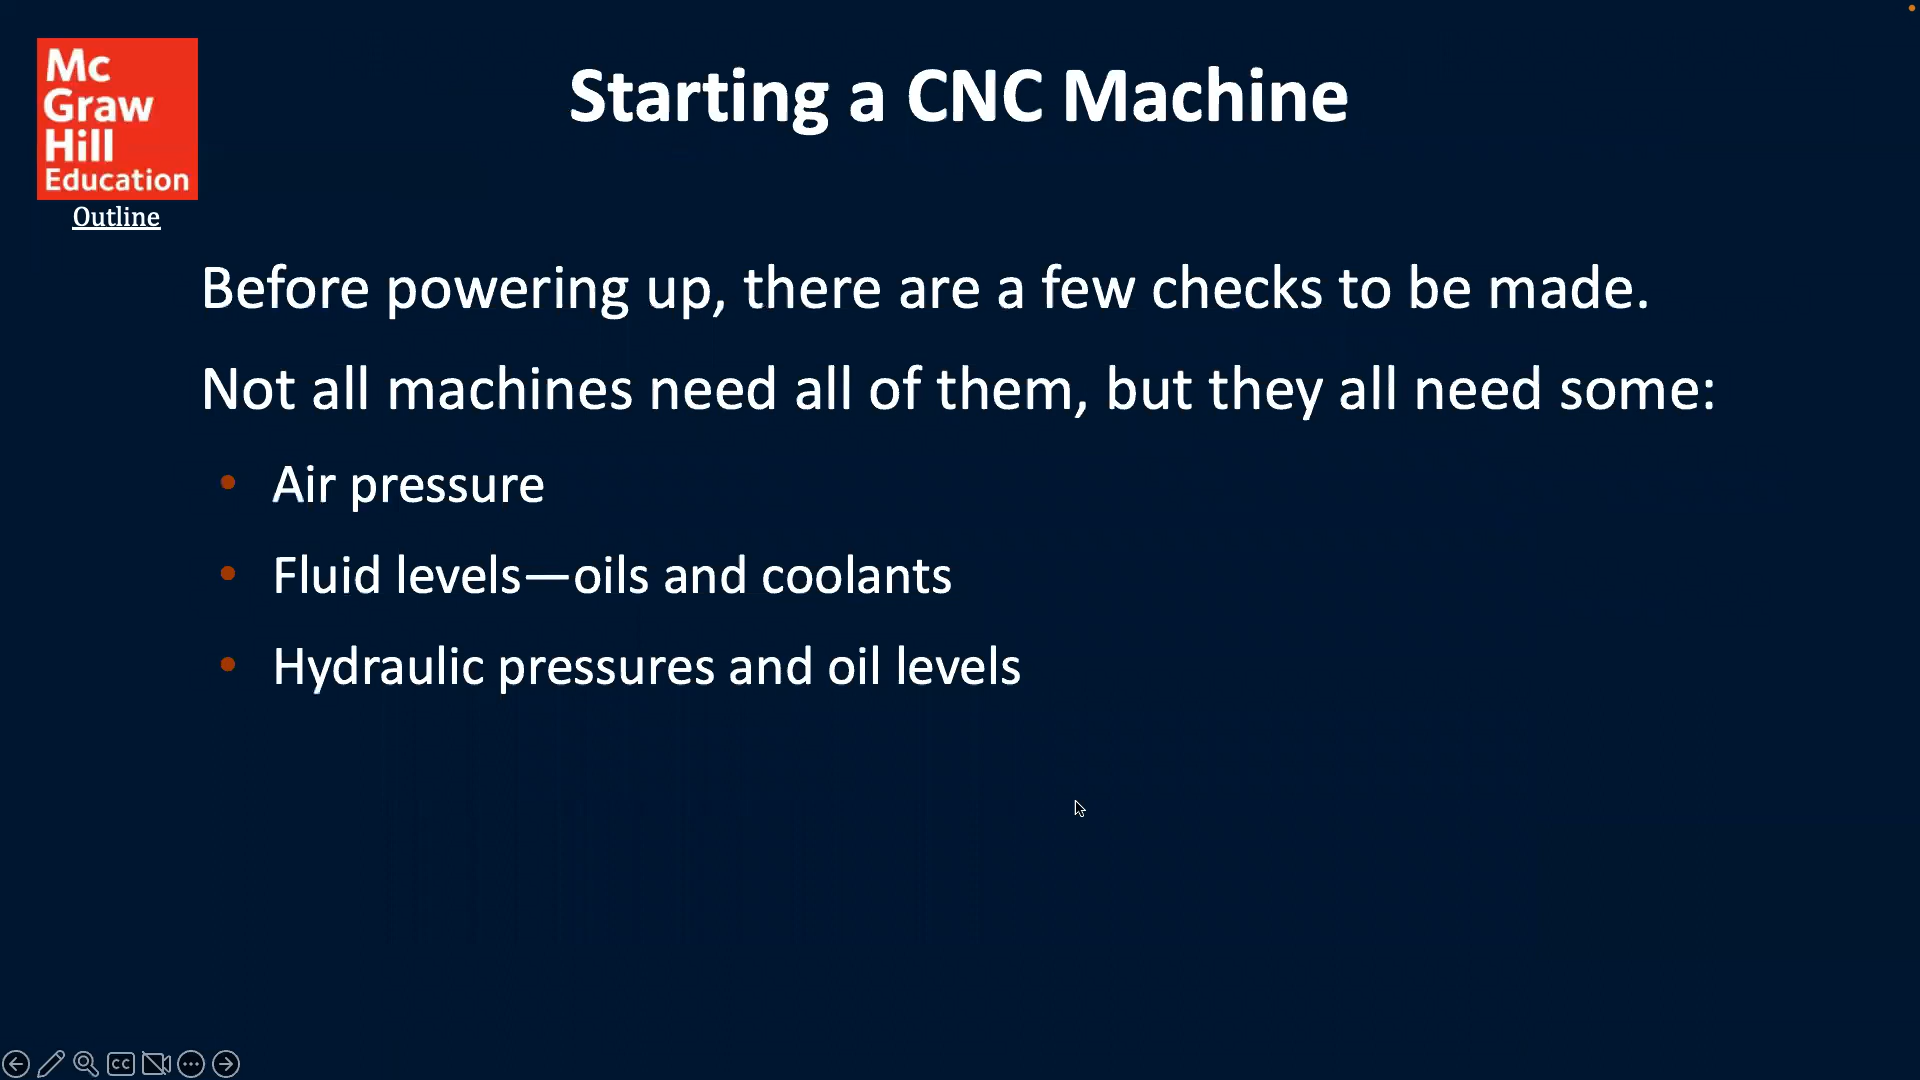 Mc
Graw
Hill
Education
Outline
Starting a CNC Machine
Before powering up, there are a few checks to be made.
Not all machines need all of them, but they all need some:
• Air pressure
• Fluid levels—oils and coolants
• Hydraulic pressures and oil levels
CC